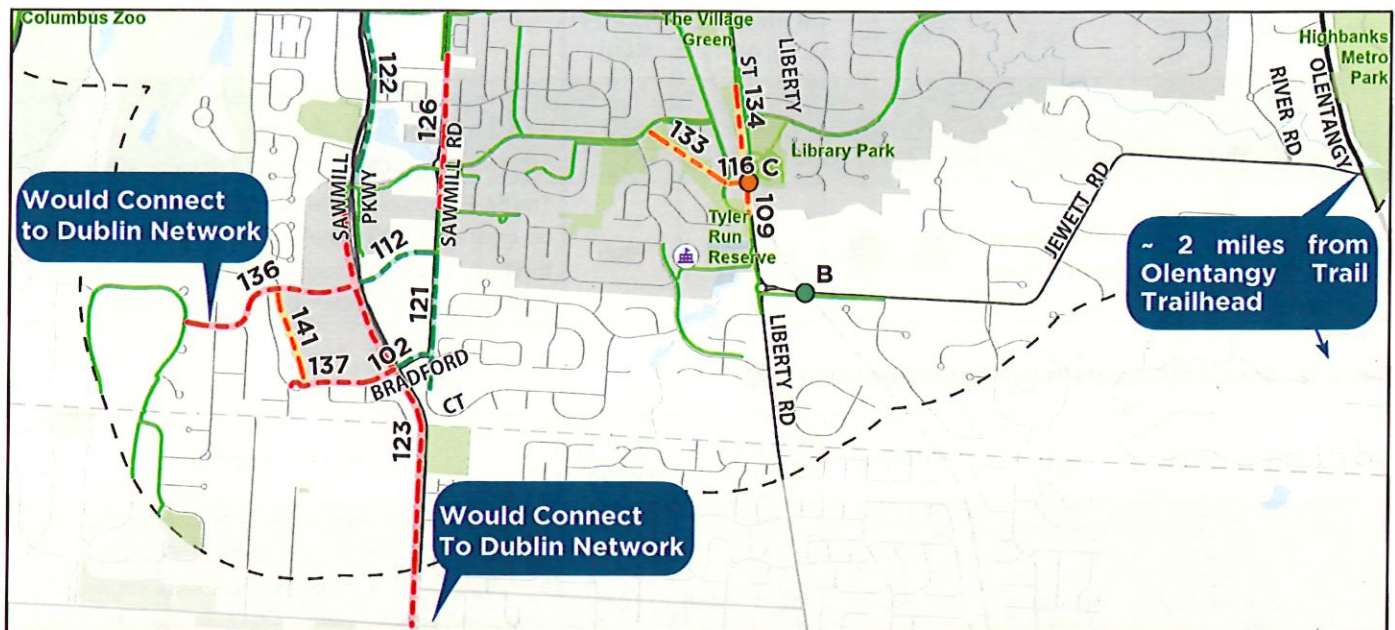 Columbus Zoo
The Village
Green
Highbanks
Metro
Park
OLENTANGY
RIVER RD
122
126
SAWMILL RD
ST 134
LIBERTY
133
116
C
Library Park
109
Tyler
Run
Reserve
B
JEWETT RD
LIBERTY RD
Would Connect
to Dublin Network
SAWMILL
PKWY
112
136
141
137
102
121
BRADFORD
CT
123
~ 2 miles from
Olentangy Trail
Trailhead
Would Connect
To Dublin Network